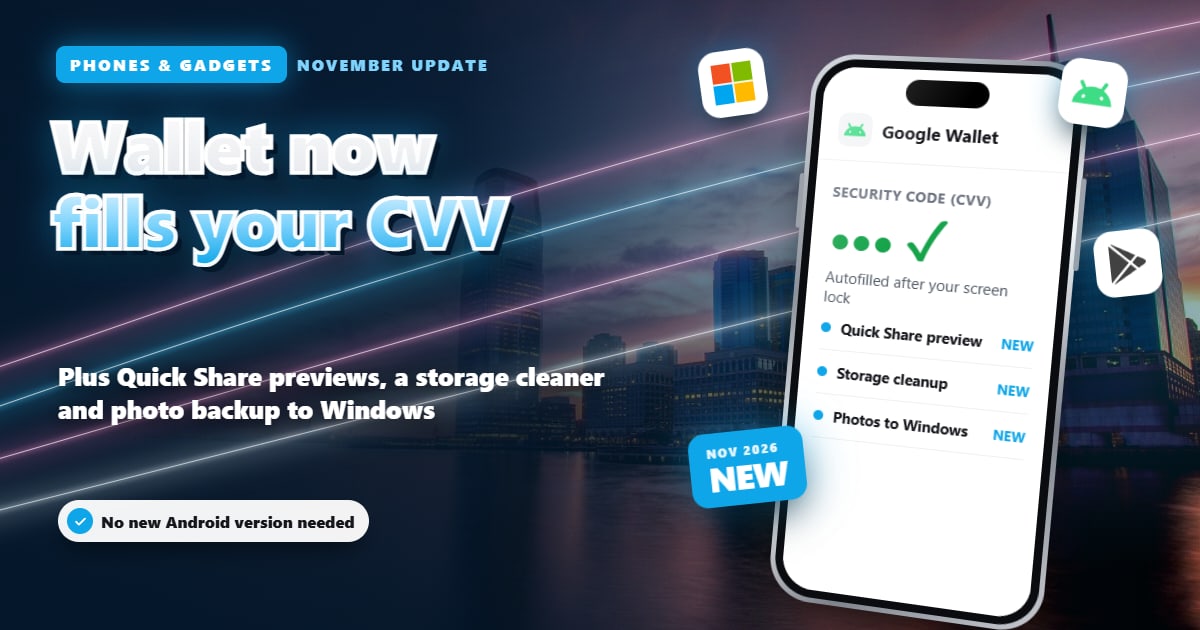 PHONES & GADGETS NOVEMBER UPDATE
Wallet now
fills your CVV
Plus Quick Share previews, a storage cleaner
and photo backup to Windows
No new Android version needed
Google Wallet
SECURITY CODE (CVV)
Autofilled after your screen
lock
Quick Share preview NEW
Storage cleanup NEW
Photos to Windows NEW
NOV 2026
NEW